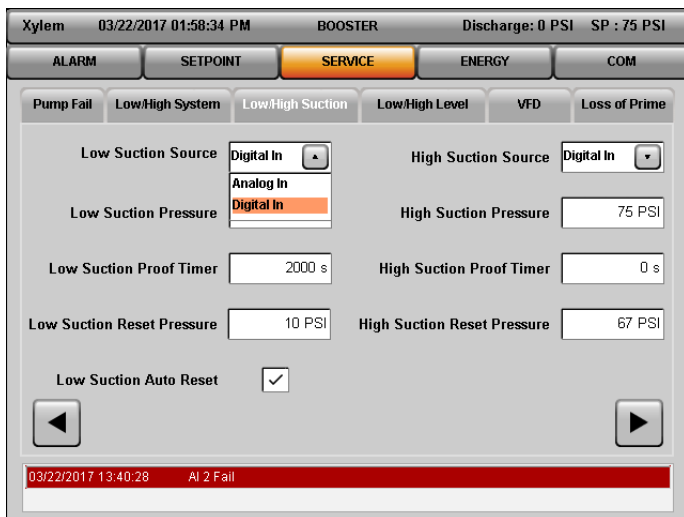 Xylem 03/22/2017 01:58:34 PM BOOSTER Discharge: 0 PSI SP : 75 PSI
ALARM SETPOINT SERVICE ENERGY COM
Pump Fail Low/High System Low/High Suction Low/High Level VFD Loss of Prime
Low Suction Source Digital In High Suction Source Digital In
Analog In
Digital In
Low Suction Pressure High Suction Pressure 75 PSI
Low Suction Proof Timer 2000 s High Suction Proof Timer 0 s
Low Suction Reset Pressure 10 PSI High Suction Reset Pressure 67 PSI
Low Suction Auto Reset
03/22/2017 13:40:28 AI 2 Fail